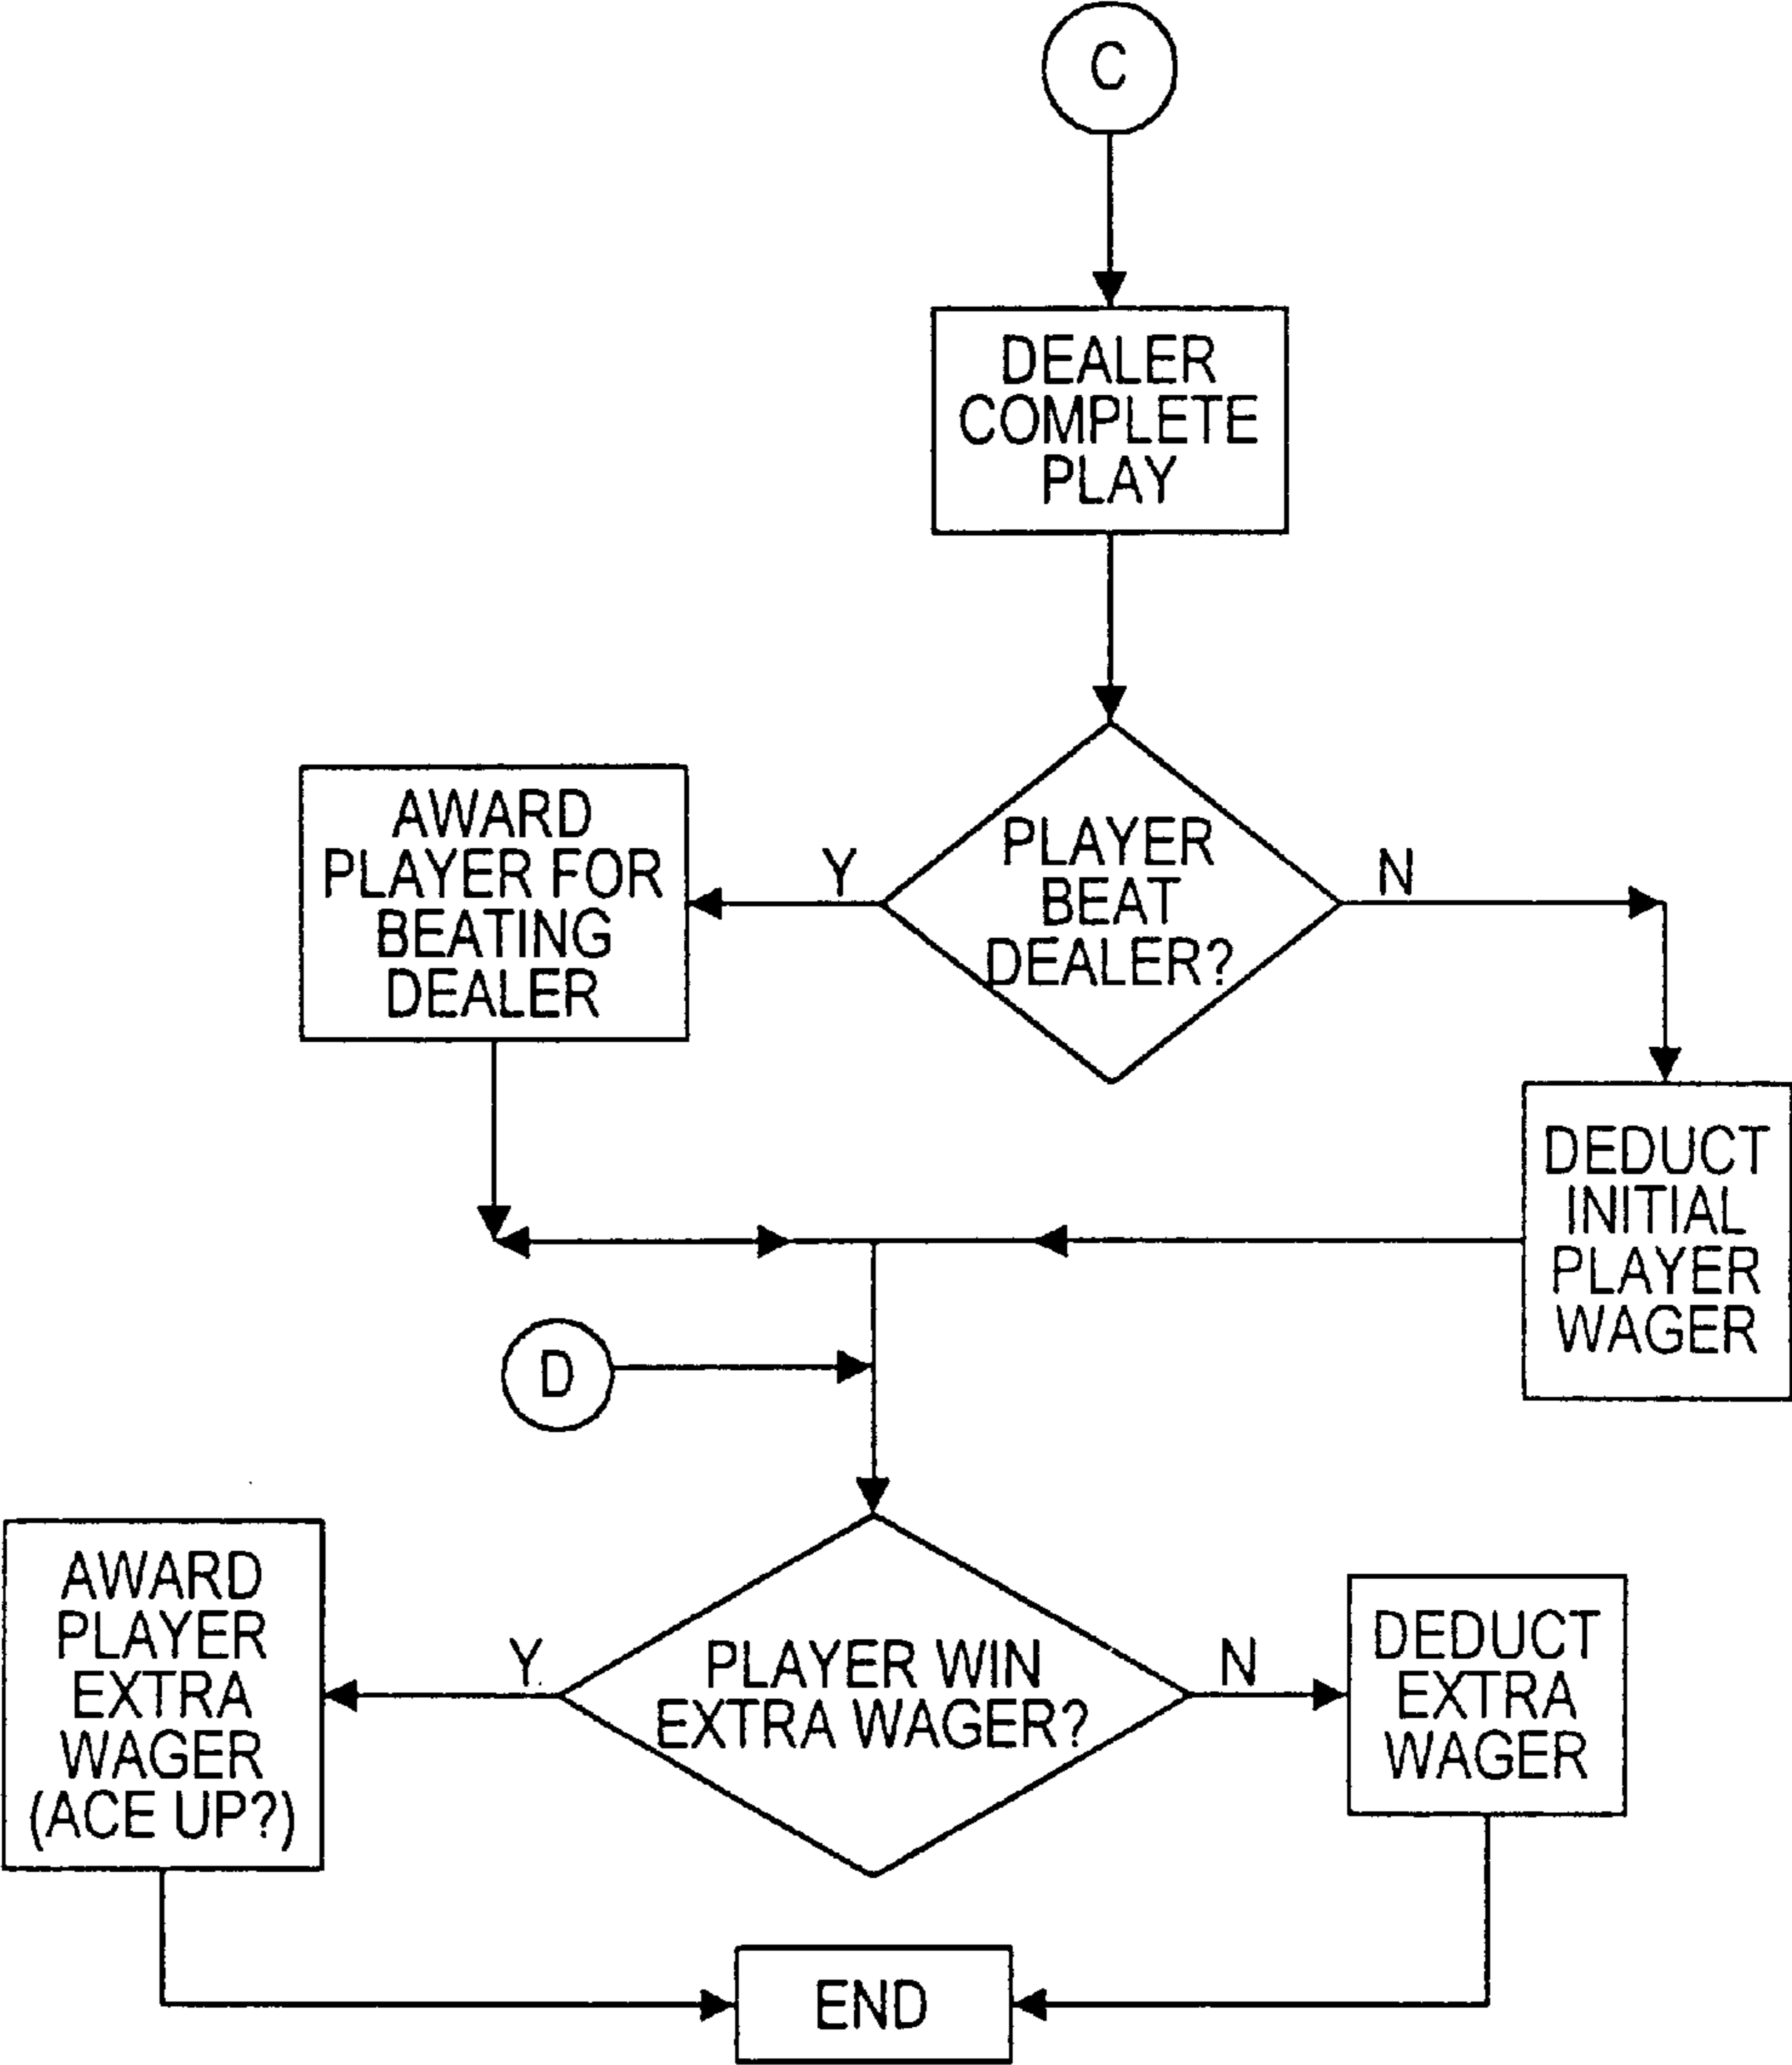 C
DEALER
COMPLETE
PLAY
AWARD
PLAYER FOR
BEATING
DEALER
Y
PLAYER
BEAT
DEALER?
N
DEDUCT
INITIAL
PLAYER
WAGER
D
AWARD
PLAYER
EXTRA
WAGER
(ACE UP?)
Y
PLAYER WIN
EXTRA WAGER?
N
DEDUCT
EXTRA
WAGER
END